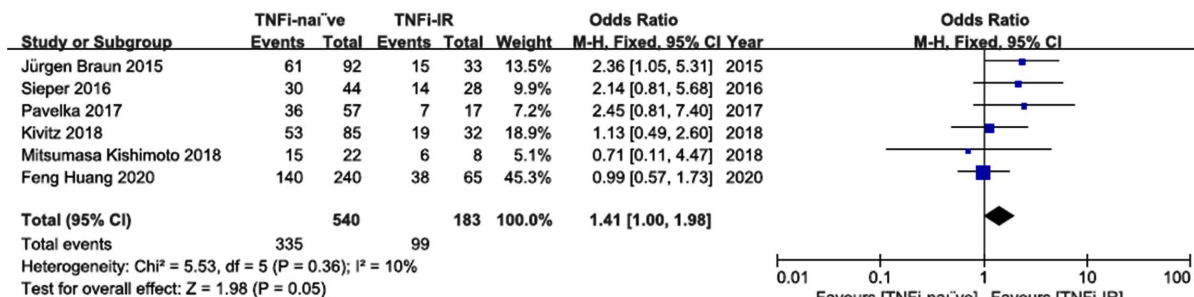 TNFi-naïve TNFi-IR Odds Ratio Odds Ratio
Study or Subgroup Events Total Events Total Weight M-H, Fixed, 95% CI Year M-H, Fixed, 95% CI
Jürgen Braun 2015 61 92 15 33 13.5% 2.36 [1.05, 5.31] 2015
Sieper 2016 30 44 14 28 9.9% 2.14 [0.81, 5.68] 2016
Pavelka 2017 36 57 7 17 7.2% 2.45 [0.81, 7.40] 2017
Kivitz 2018 53 85 19 32 18.9% 1.13 [0.49, 2.60] 2018
Mitsumasa Kishimoto 2018 15 22 6 8 5.1% 0.71 [0.11, 4.47] 2018
Feng Huang 2020 140 240 38 65 45.3% 0.99 [0.57, 1.73] 2020
Total (95% CI) 540 183 100.0% 1.41 [1.00, 1.98]
Total events 335 99
Heterogeneity: Chi² = 5.53, df = 5 (P = 0.36); I² = 10%
Test for overall effect: Z = 1.98 (P = 0.05)
0.01 0.1 1 10 100
Favours [TNFi-naïve] Favours [TNFi-IR]